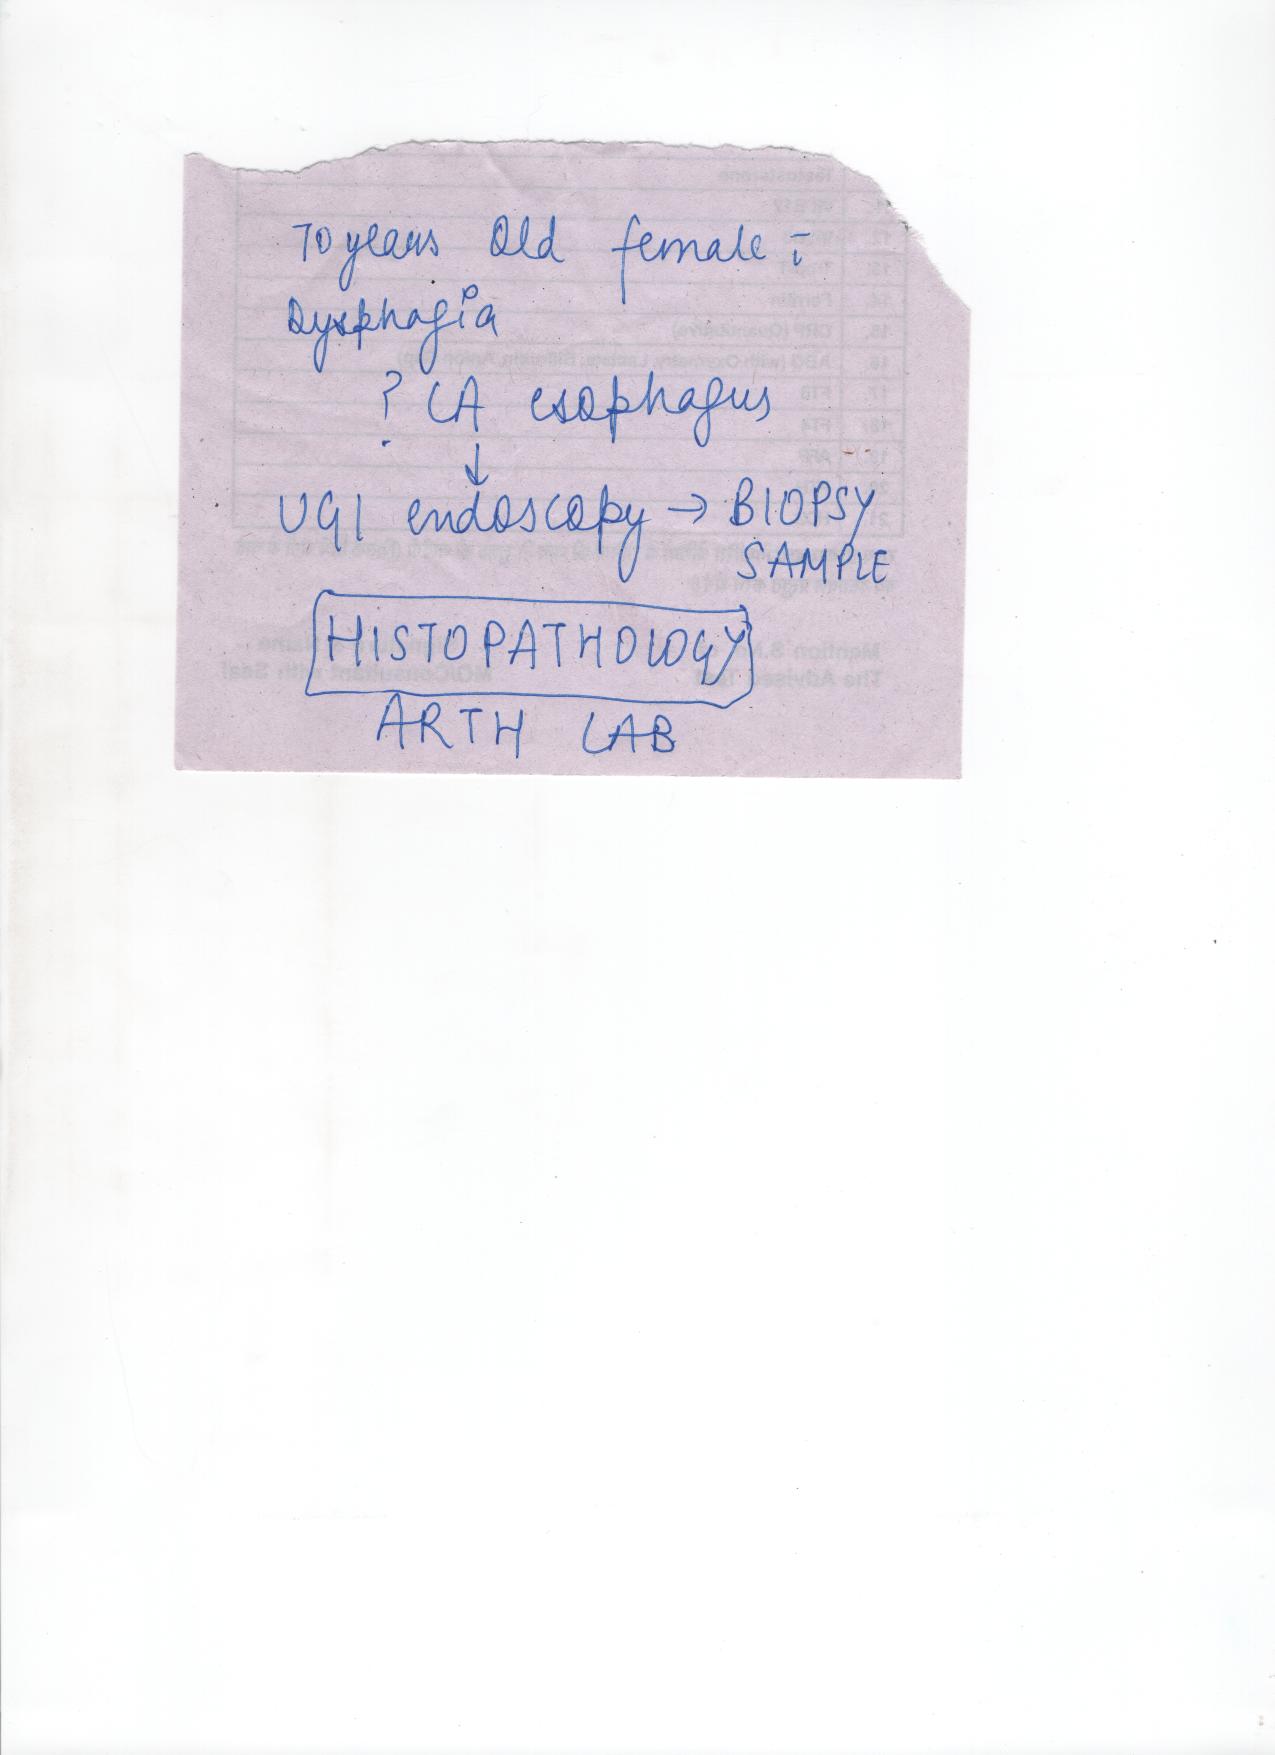 70 years Old female c̄
Dysphagia
? CA esophagus
↓
UGI endoscopy → BIOPSY
SAMPLE
HISTOPATHOLOGY
ARTH LAB